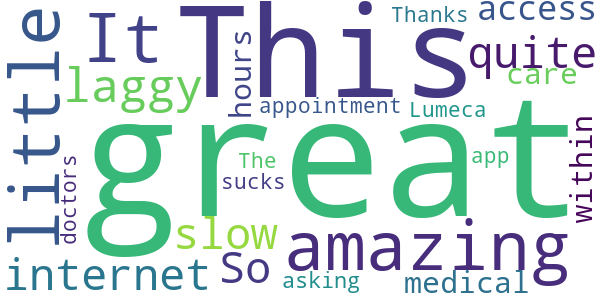 little
It
This
Thanks
access
laggy
hours
quite
care
appointment
Lumeca
great
doctors
The
sucks
app
within
slow
So
amazing
internet
asking
medical